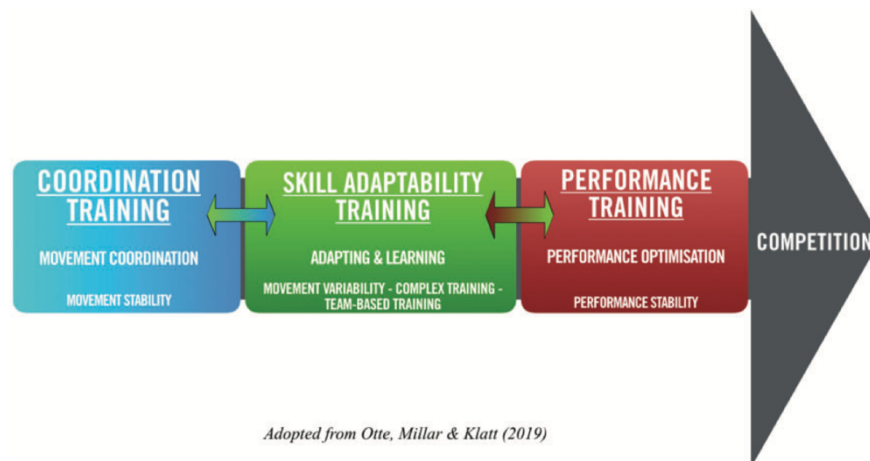 COORDINATION
TRAINING
MOVEMENT COORDINATION
MOVEMENT STABILITY
SKILL ADAPTABILITY
TRAINING
ADAPTING & LEARNING
MOVEMENT VARIABILITY - COMPLEX TRAINING -
TEAM-BASED TRAINING
PERFORMANCE
TRAINING
PERFORMANCE OPTIMISATION
PERFORMANCE STABILITY
COMPETITION
Adopted from Otte, Millar & Klatt (2019)